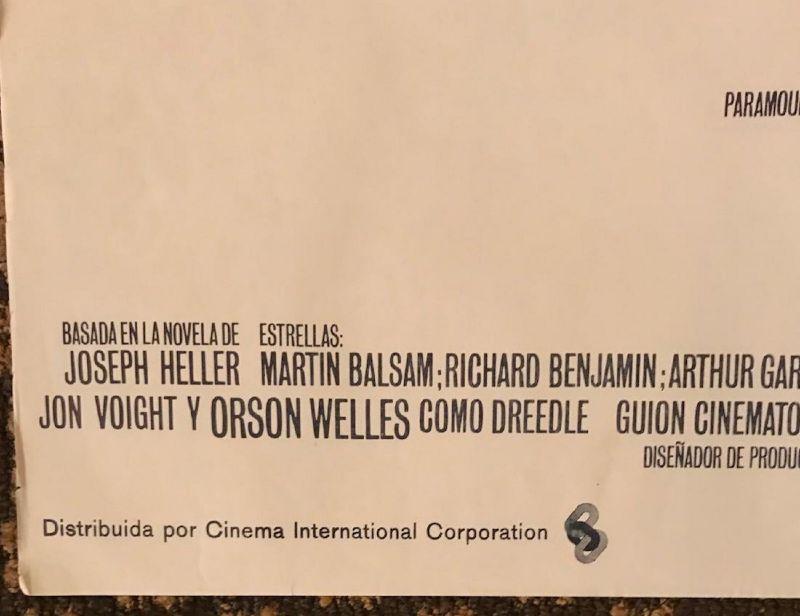 PARAMOU
BASADA EN LA NOVELA DE ESTRELLAS:
JOSEPH HELLER MARTIN BALSAM; RICHARD BENJAMIN; ARTHUR GAR
JON VOIGHT Y ORSON WELLES COMO DREEDLE GUION CINEMATO
DISEÑADOR DE PRODUC
Distribuida por Cinema International Corporation